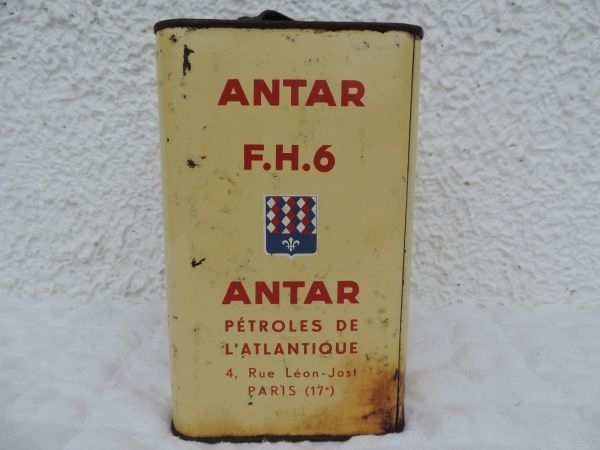 ANTAR
F.H.6
ANTAR
PÉTROLES DE
L'ATLANTIQUE
4, Rue Léon-Jost
PARIS (17ᵉ)